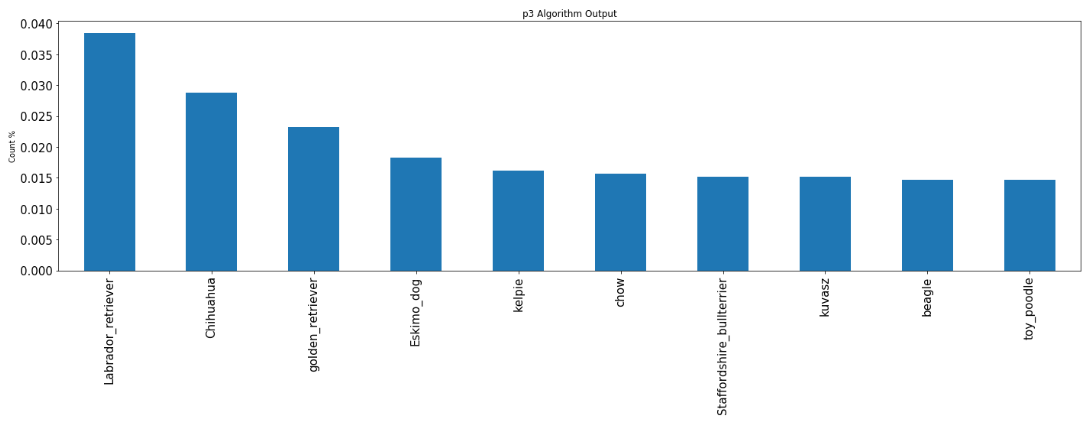 p3 Algorithm Output
Count %
0.040
0.035
0.030
0.025
0.020
0.015
0.010
0.005
0.000
Labrador_retriever
Chihuahua
golden_retriever
Eskimo_dog
kelpie
chow
Staffordshire_bullterrier
kuvasz
beagle
toy_poodle